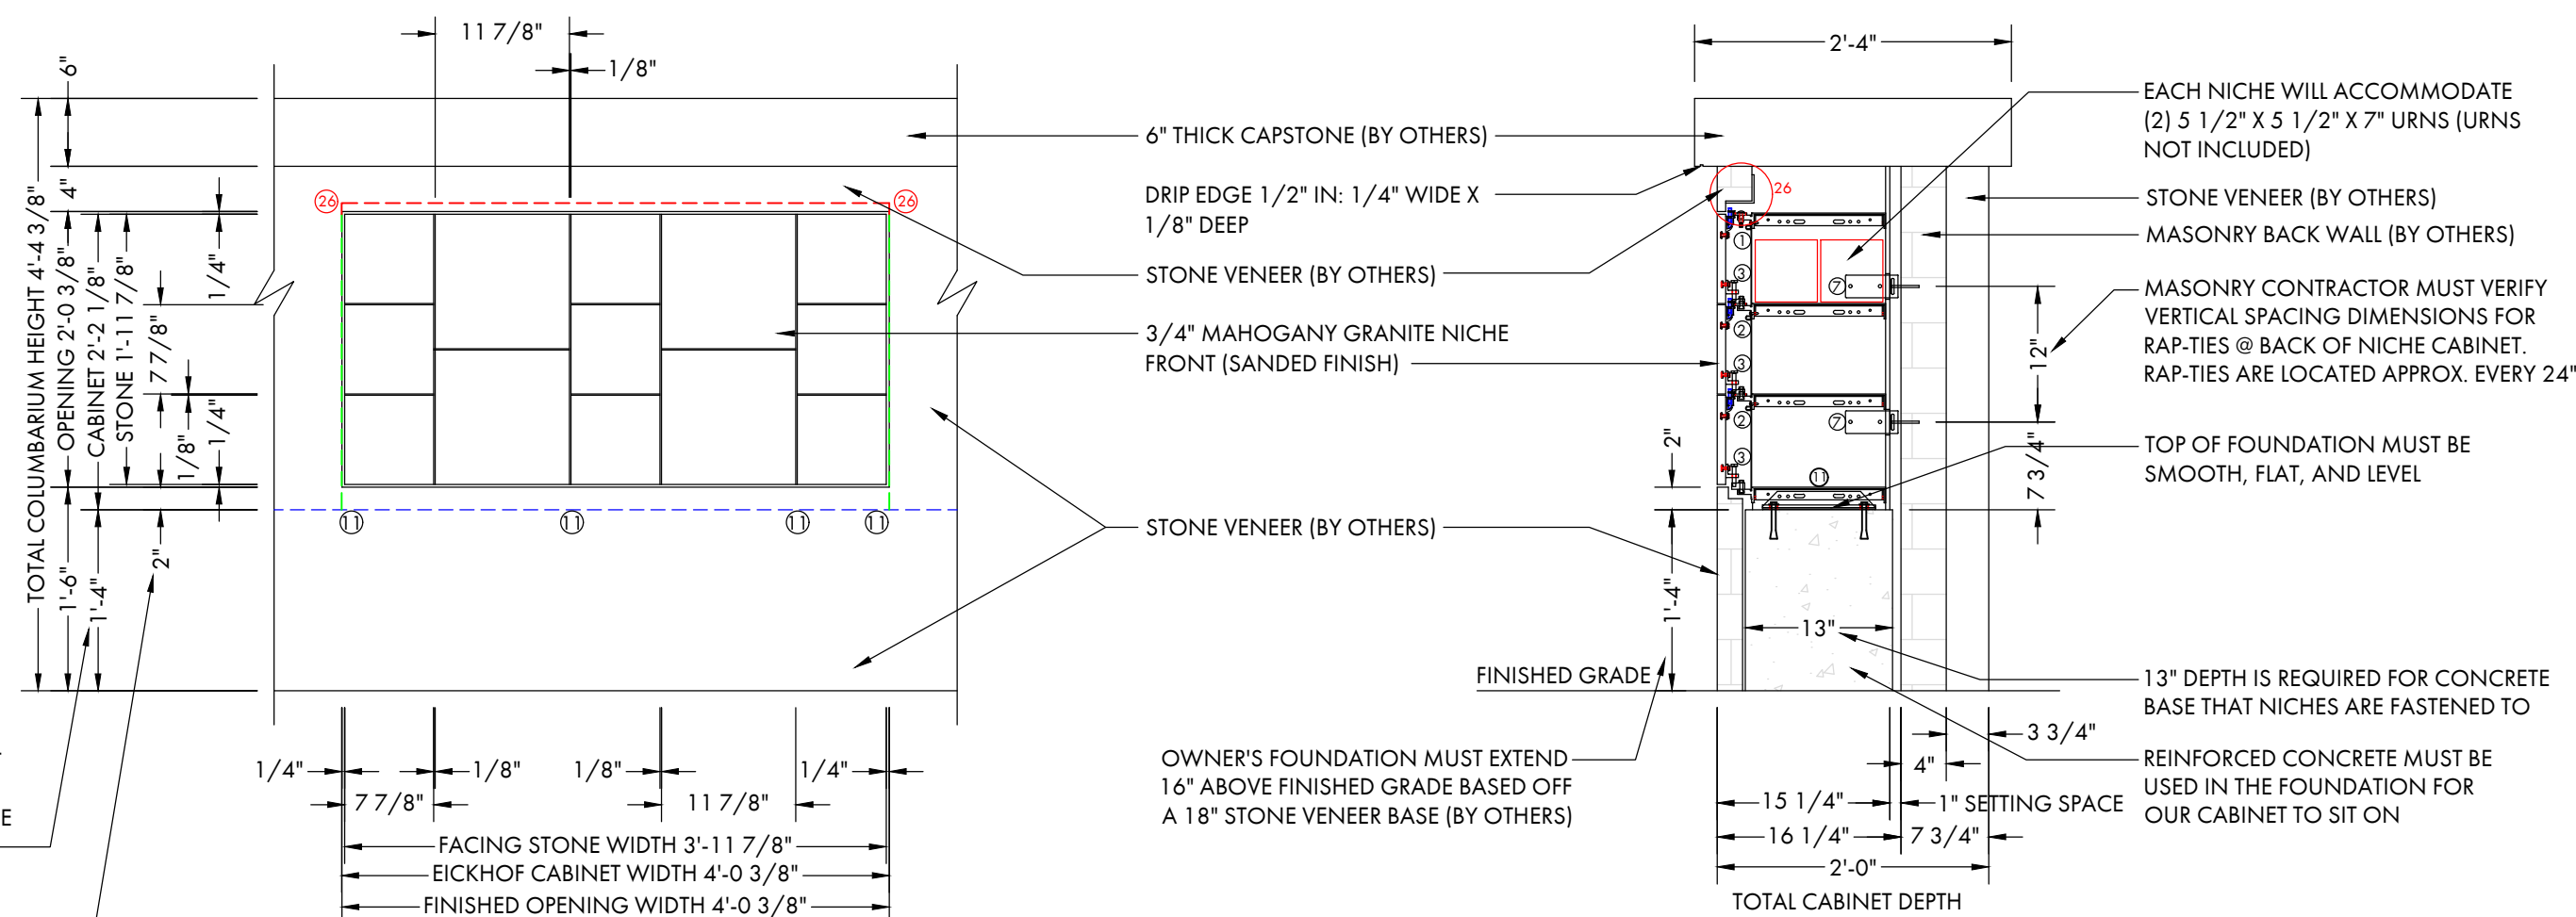 11 7/8"
1/8"
6"
4"
TOTAL COLUMBARIUM HEIGHT 4'-4 3/8"
OPENING 2'-0 3/8"
CABINET 2'-2 1/8"
STONE 1'-11 7/8"
1/4"
7 7/8"
1/8"
1/4"
2"
1'-6"
1'-4"
26
26
11
11
11
11
E
1/4"
1/8"
1/8"
1/4"
7 7/8"
11 7/8"
FACING STONE WIDTH 3'-11 7/8"
EICKHOF CABINET WIDTH 4'-0 3/8"
FINISHED OPENING WIDTH 4'-0 3/8"
6" THICK CAPSTONE (BY OTHERS)
DRIP EDGE 1/2" IN: 1/4" WIDE X
1/8" DEEP
STONE VENEER (BY OTHERS)
3/4" MAHOGANY GRANITE NICHE
FRONT (SANDED FINISH)
STONE VENEER (BY OTHERS)
FINISHED GRADE
OWNER'S FOUNDATION MUST EXTEND
16" ABOVE FINISHED GRADE BASED OFF
A 18" STONE VENEER BASE (BY OTHERS)
2'-4"
26
1
3
2
3
2
3
7
7
11
2"
1'-4"
13"
12"
7 3/4"
3 3/4"
4"
15 1/4"
1" SETTING SPACE
16 1/4"
7 3/4"
2'-0"
TOTAL CABINET DEPTH
EACH NICHE WILL ACCOMMODATE
(2) 5 1/2" X 5 1/2" X 7" URNS (URNS
NOT INCLUDED)
STONE VENEER (BY OTHERS)
MASONRY BACK WALL (BY OTHERS)
MASONRY CONTRACTOR MUST VERIFY
VERTICAL SPACING DIMENSIONS FOR
RAP-TIES @ BACK OF NICHE CABINET.
RAP-TIES ARE LOCATED APPROX. EVERY 24"
TOP OF FOUNDATION MUST BE
SMOOTH, FLAT, AND LEVEL
13" DEPTH IS REQUIRED FOR CONCRETE
BASE THAT NICHES ARE FASTENED TO
REINFORCED CONCRETE MUST BE
USED IN THE FOUNDATION FOR
OUR CABINET TO SIT ON